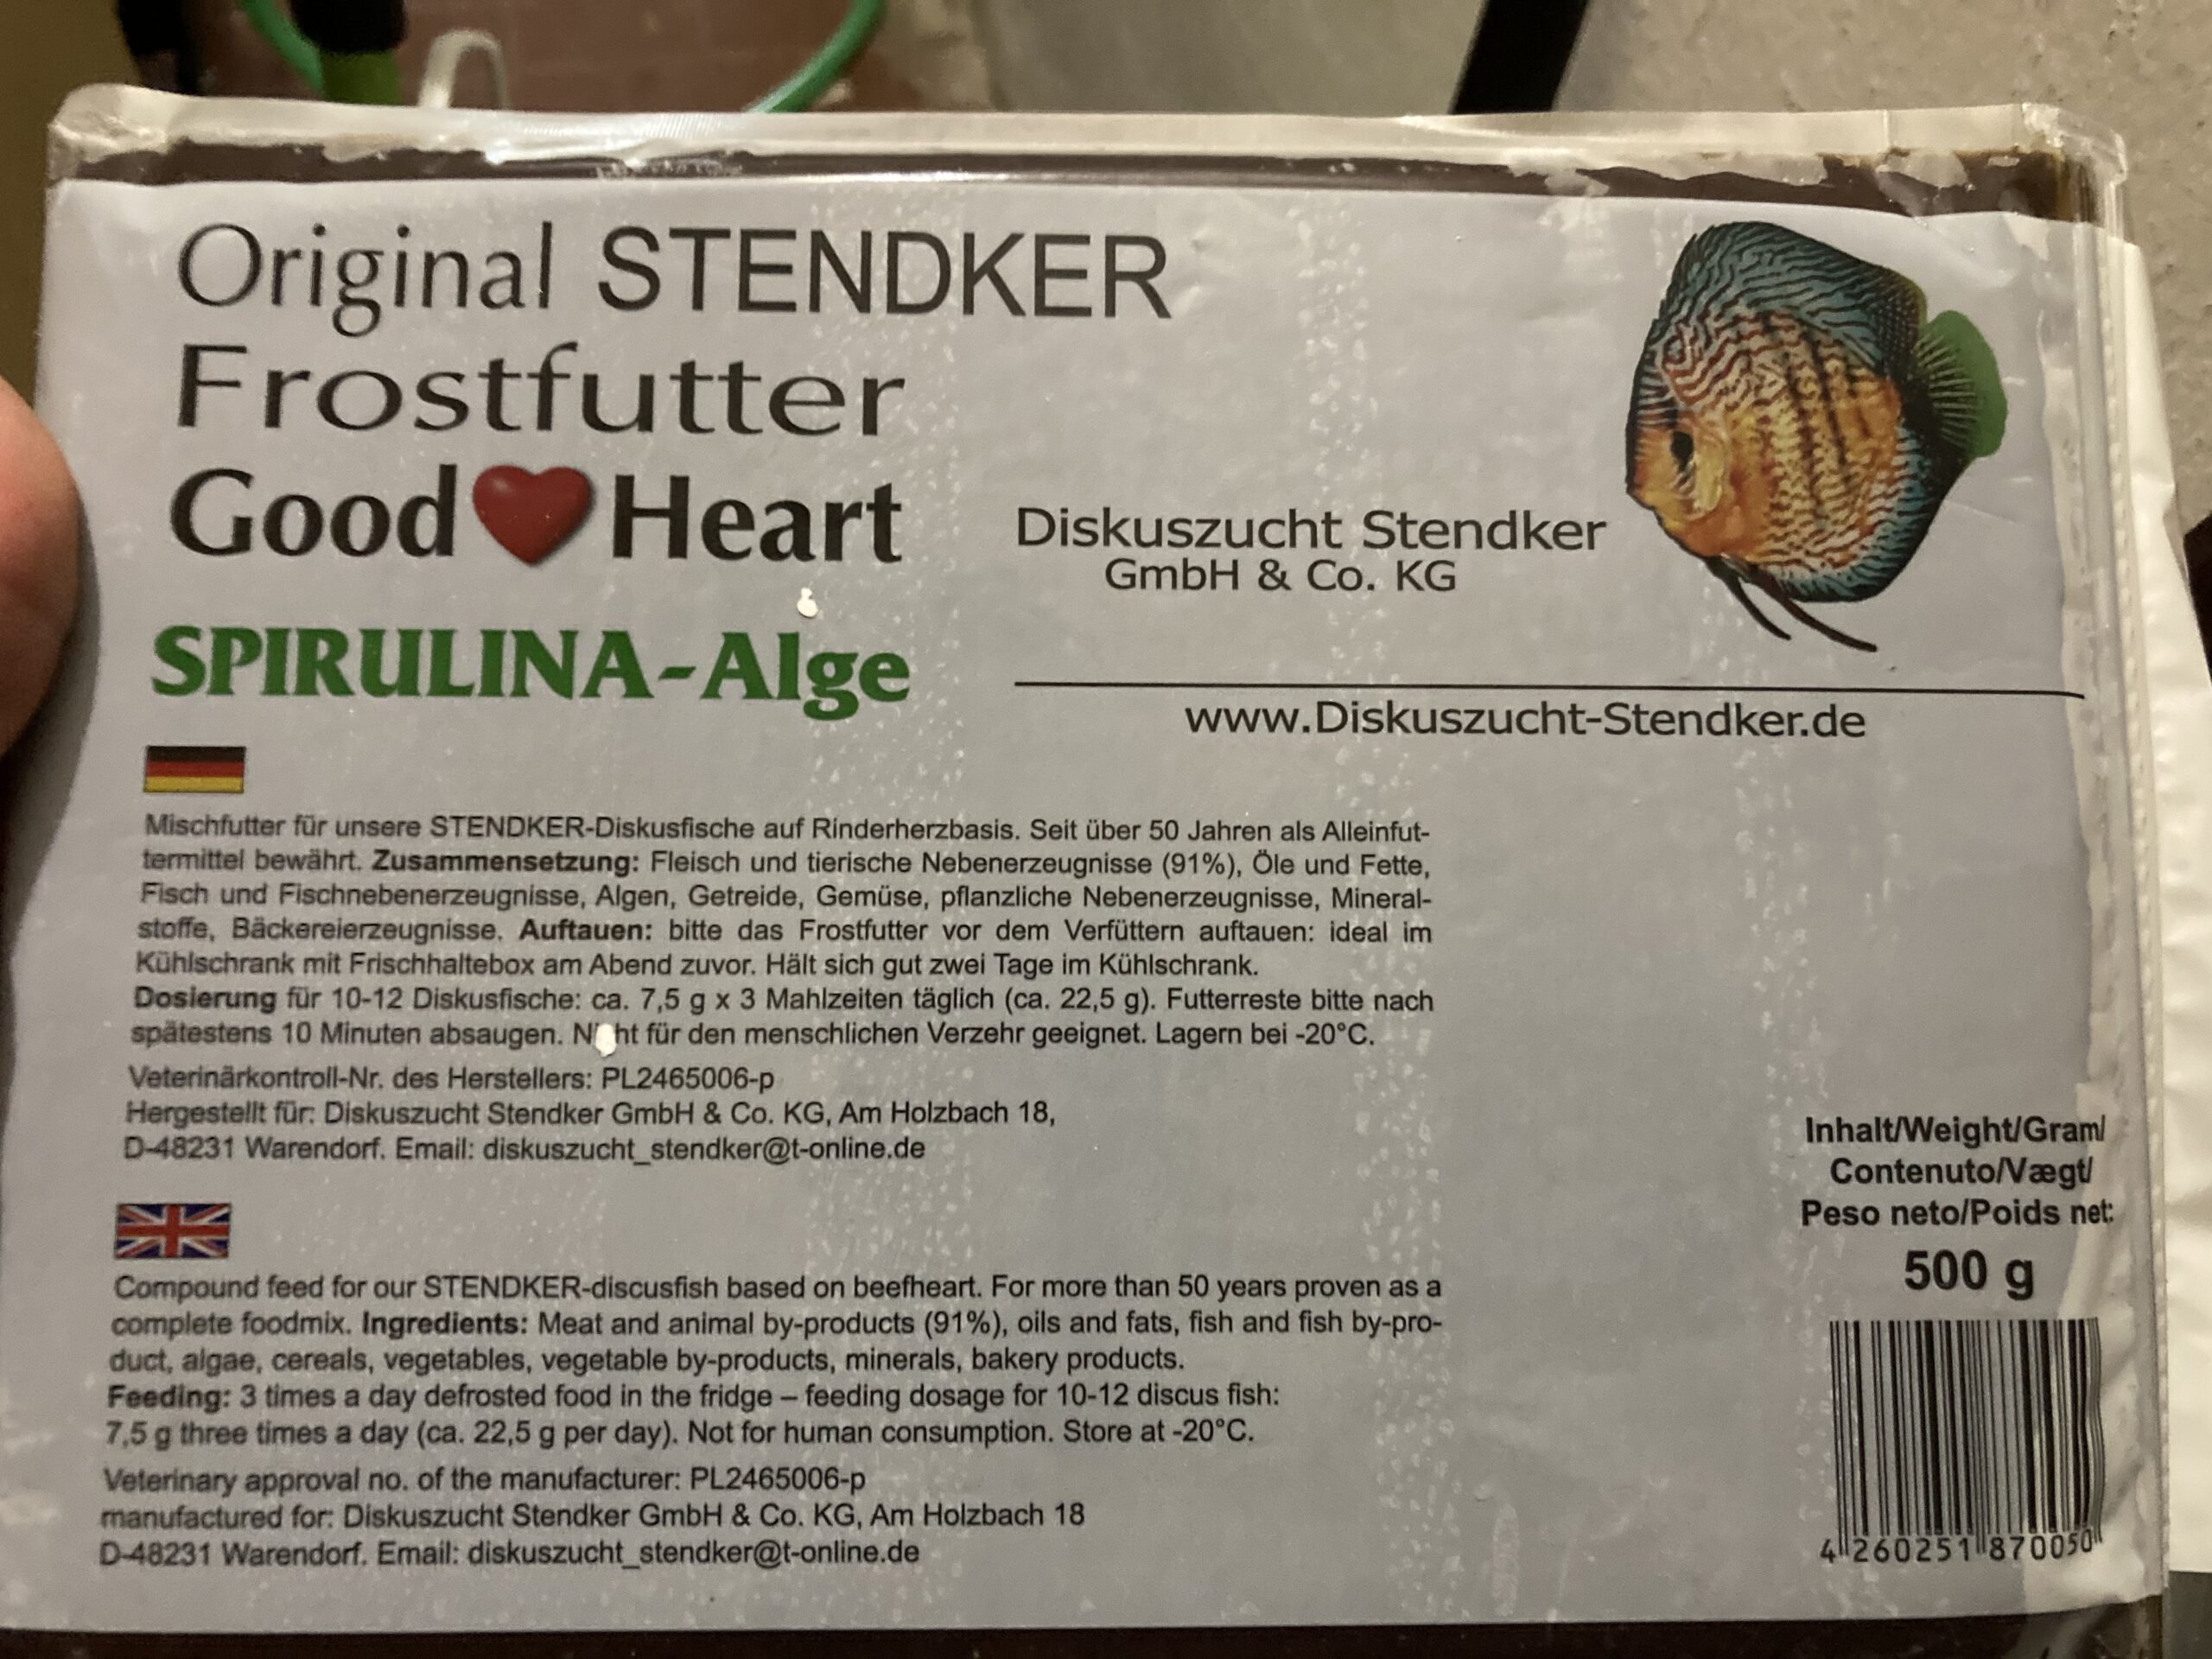 Original STENDKER
Frostfutter
Good Heart
SPIRULINA-Alge
Diskuszucht Stendker
GmbH & Co. KG
www.Diskuszucht-Stendker.de
Mischfutter für unsere STENDKER-Diskusfische auf Rinderherzbasis. Seit über 50 Jahren als Alleinfut-
termittel bewährt. Zusammensetzung: Fleisch und tierische Nebenerzeugnisse (91%), Öle und Fette,
Fisch und Fischnebenerzeugnisse, Algen, Getreide, Gemüse, pflanzliche Nebenerzeugnisse, Mineral-
stoffe, Bäckereierzeugnisse. Auftauen: bitte das Frostfutter vor dem Verfüttern auftauen: ideal im
Kühlschrank mit Frischhaltebox am Abend zuvor. Hält sich gut zwei Tage im Kühlschrank.
Dosierung für 10-12 Diskusfische: ca. 7,5 g x 3 Mahlzeiten täglich (ca. 22,5 g). Futterreste bitte nach
spätestens 10 Minuten absaugen. Nicht für den menschlichen Verzehr geeignet. Lagern bei -20°C.
Veterinärkontroll-Nr. des Herstellers: PL2465006-p
Hergestellt für: Diskuszucht Stendker GmbH & Co. KG, Am Holzbach 18,
D-48231 Warendorf. Email: diskuszucht_stendker@t-online.de
Compound feed for our STENDKER-discusfish based on beefheart. For more than 50 years proven as a
complete foodmix. Ingredients: Meat and animal by-products (91%), oils and fats, fish and fish by-pro-
duct, algae, cereals, vegetables, vegetable by-products, minerals, bakery products.
Feeding: 3 times a day defrosted food in the fridge – feeding dosage for 10-12 discus fish:
7,5 g three times a day (ca. 22,5 g per day). Not for human consumption. Store at -20°C.
Veterinary approval no. of the manufacturer: PL2465006-p
manufactured for: Diskuszucht Stendker GmbH & Co. KG, Am Holzbach 18
D-48231 Warendorf. Email: diskuszucht_stendker@t-online.de
Inhalt/Weight/Gram/
Contenuto/Vægt/
Peso neto/Poids net:
500 g
4 260251 870050